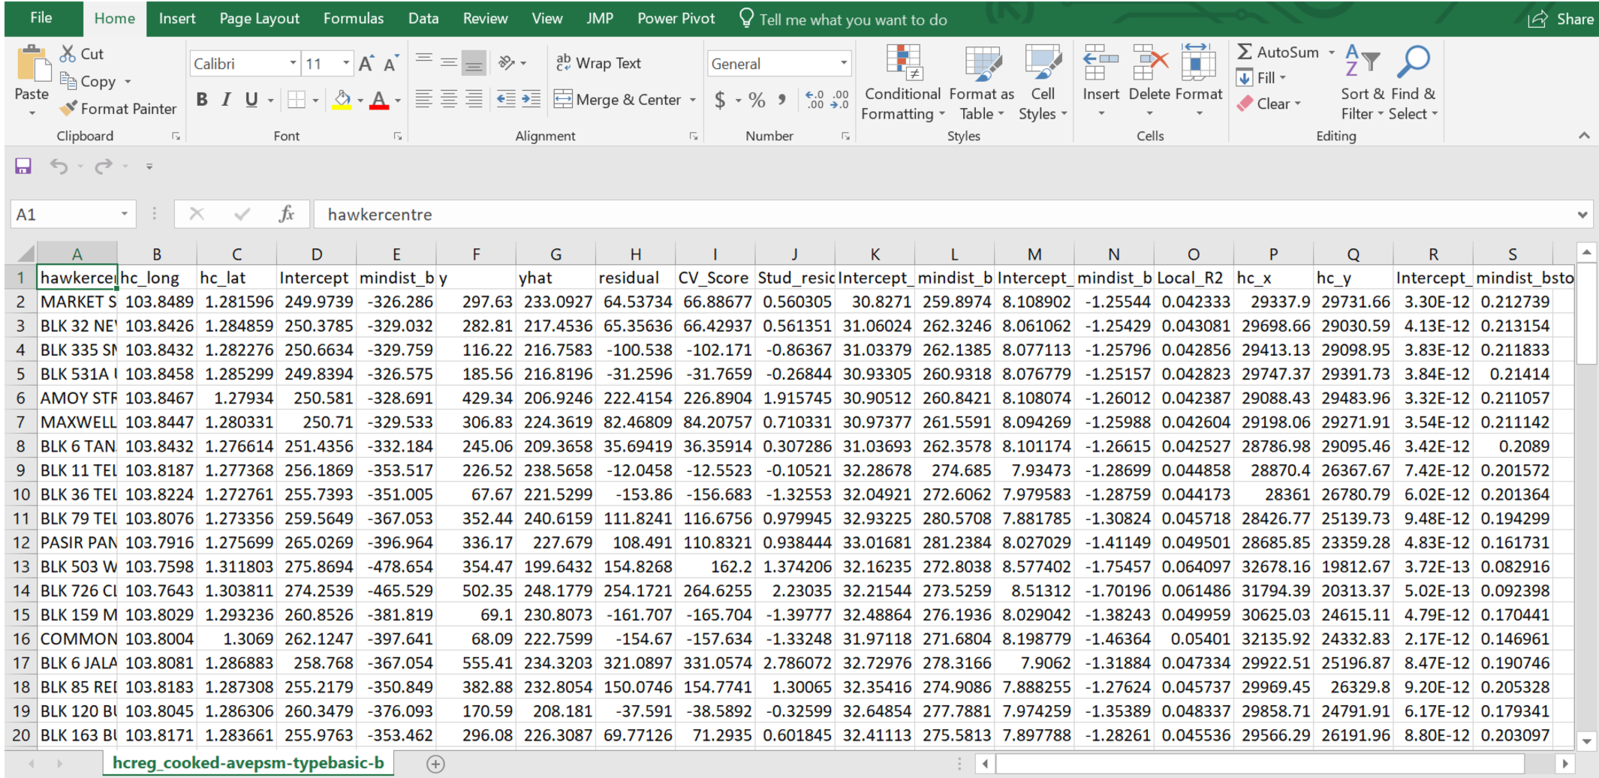 File Home Insert Page Layout Formulas Data Review View JMP Power Pivot Tell me what you want to do Share
Cut
Copy
Format Painter
Paste
Clipboard
Calibri 11 A A
B I U A
Font
ab Wrap Text
Merge & Center
Alignment
General
$ % ,
Number
Conditional Formatting
Format as Table
Cell Styles
Styles
Insert Delete Format
Cells
AutoSum
Fill
Clear
Sort & Filter
Find & Select
Editing
A1 fx hawkercentre
A B C D E F G H I J K L M N O P Q R S
1 hawkercer hc_long hc_lat Intercept mindist_b y yhat residual CV_Score Stud_resid Intercept_ mindist_b Intercept_ mindist_b Local_R2 hc_x hc_y Intercept_ mindist_bsto
2 MARKET S 103.8489 1.281596 249.9739 -326.286 297.63 233.0927 64.53734 66.88677 0.560305 30.8271 259.8974 8.108902 -1.25544 0.042333 29337.9 29731.66 3.30E-12 0.212739
3 BLK 32 NE 103.8426 1.284859 250.3785 -329.032 282.81 217.4536 65.35636 66.42937 0.561351 31.06024 262.3246 8.061062 -1.25429 0.043081 29698.66 29030.59 4.13E-12 0.213154
4 BLK 335 SM 103.8432 1.282276 250.6634 -329.759 116.22 216.7583 -100.538 -102.171 -0.86367 31.03379 262.1385 8.077113 -1.25796 0.042856 29413.13 29098.95 3.83E-12 0.211833
5 BLK 531A U 103.8458 1.285299 249.8394 -326.575 185.56 216.8196 -31.2596 -31.7659 -0.26844 30.93305 260.9318 8.076779 -1.25157 0.042823 29747.37 29391.73 3.84E-12 0.21414
6 AMOY STR 103.8467 1.27934 250.581 -328.691 429.34 206.9246 222.4154 226.8904 1.915745 30.90512 260.8421 8.108074 -1.26012 0.042387 29088.43 29483.96 3.32E-12 0.211057
7 MAXWELL 103.8447 1.280331 250.71 -329.533 306.83 224.3619 82.46809 84.20757 0.710331 30.97377 261.5591 8.094269 -1.25988 0.042604 29198.06 29271.91 3.54E-12 0.211142
8 BLK 6 TAN 103.8432 1.276614 251.4356 -332.184 245.06 209.3658 35.69419 36.35914 0.307286 31.03693 262.3578 8.101174 -1.26615 0.042527 28786.98 29095.46 3.42E-12 0.2089
9 BLK 11 TEL 103.8187 1.277368 256.1869 -353.517 226.52 238.5658 -12.0458 -12.5523 -0.10521 32.28678 274.685 7.93473 -1.28699 0.044858 28870.4 26367.67 7.42E-12 0.201572
10 BLK 36 TEL 103.8224 1.272761 255.7393 -351.005 67.67 221.5299 -153.86 -156.683 -1.32553 32.04921 272.6062 7.979583 -1.28759 0.044173 28361 26780.79 6.02E-12 0.201364
11 BLK 79 TEL 103.8076 1.273356 259.5649 -367.053 352.44 240.6159 111.8241 116.6756 0.979945 32.93225 280.5708 7.881785 -1.30824 0.045718 28426.77 25139.73 9.48E-12 0.194299
12 PASIR PAN 103.7916 1.275699 265.0269 -396.964 336.17 227.679 108.491 110.8321 0.938444 33.01681 281.2384 8.027029 -1.41149 0.049501 28685.85 23359.28 4.83E-12 0.161731
13 BLK 503 W 103.7598 1.311803 275.8694 -478.654 354.47 199.6432 154.8268 162.2 1.374206 32.16235 272.8038 8.577402 -1.75457 0.064097 32678.16 19812.67 3.72E-13 0.082916
14 BLK 726 CL 103.7643 1.303811 274.2539 -465.529 502.35 248.1779 254.1721 264.6255 2.23035 32.21544 273.5259 8.51312 -1.70196 0.061486 31794.39 20313.37 5.02E-13 0.092398
15 BLK 159 M 103.8029 1.293236 260.8526 -381.819 69.1 230.8073 -161.707 -165.704 -1.39777 32.48864 276.1936 8.029042 -1.38243 0.049959 30625.03 24615.11 4.79E-12 0.170441
16 COMMON 103.8004 1.3069 262.1247 -397.641 68.09 222.7599 -154.67 -157.634 -1.33248 31.97118 271.6804 8.198779 -1.46364 0.05401 32135.92 24332.83 2.17E-12 0.146961
17 BLK 6 JALA 103.8081 1.286883 258.768 -367.054 555.41 234.3203 321.0897 331.0574 2.786072 32.72976 278.3166 7.9062 -1.31884 0.047334 29922.51 25196.87 8.47E-12 0.190746
18 BLK 85 RED 103.8183 1.287308 255.2179 -350.849 382.88 232.8054 150.0746 154.7741 1.30065 32.35416 274.9086 7.888255 -1.27624 0.045737 29969.45 26329.8 9.20E-12 0.205328
19 BLK 120 BU 103.8045 1.286306 260.3479 -376.093 170.59 208.181 -37.591 -38.5892 -0.32599 32.64854 277.7881 7.974259 -1.35389 0.048337 29858.71 24791.91 6.17E-12 0.179341
20 BLK 163 BU 103.8171 1.283661 255.9763 -353.462 296.08 226.3087 69.77126 71.2935 0.601845 32.41113 275.5813 7.897788 -1.28261 0.045536 29566.29 26191.96 8.80E-12 0.203097
hcreg_cooked-avepsm-typebasic-b